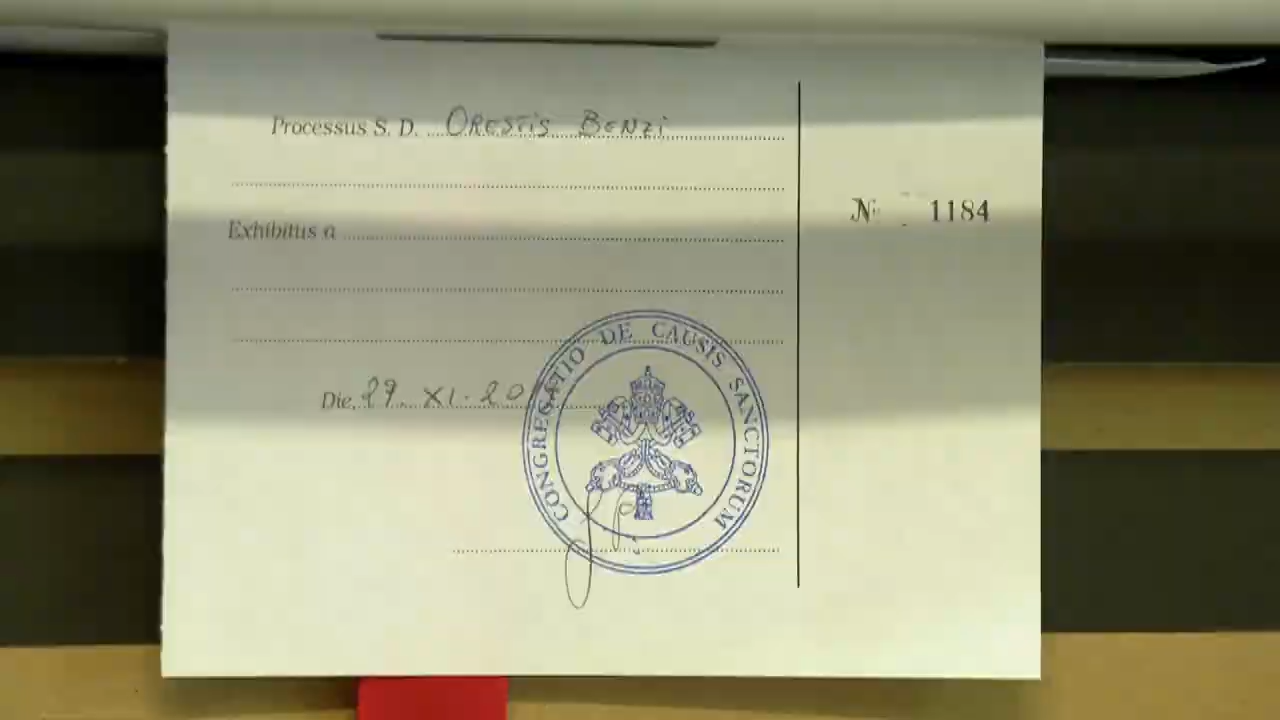 Processus S. D. Orestis Benzi
Nº 1184
Exhibitus a
Die, 29. XI. 20
CONGREGATIO DE CAUSIS SANCTORUM